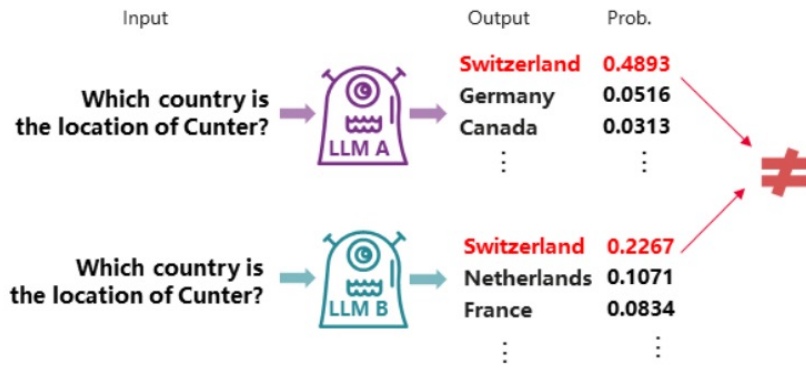 Input Output Prob.
Switzerland 0.4893
Which country is Germany 0.0516
the location of Cunter? Canada 0.0313
LLM A
⋮ ⋮
≠
Switzerland 0.2267
Which country is Netherlands 0.1071
the location of Cunter? France 0.0834
LLM B
⋮ ⋮